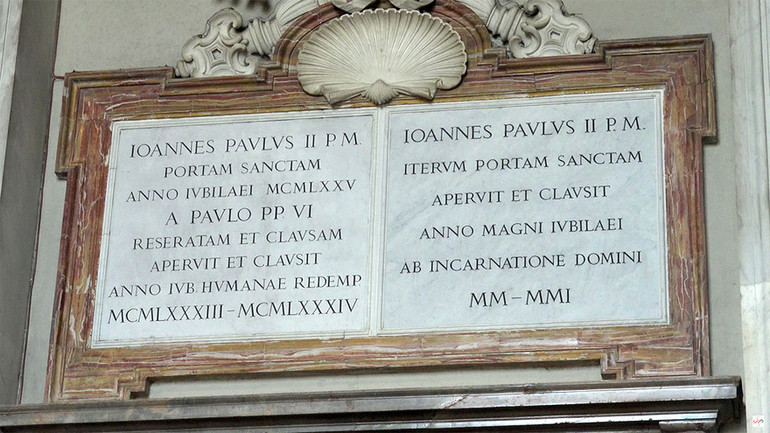 IOANNES PAVLVS II P.M.
PORTAM SANCTAM
ANNO IVBILAEI MCMLXXV
A PAVLO PP. VI
RESERATAM ET CLAVSAM
APERVIT ET CLAVSIT
ANNO IVB. HVMANAE REDEMP.
MCMLXXXIII – MCMLXXXIV
IOANNES PAVLVS II P. M.
ITERVM PORTAM SANCTAM
APERVIT ET CLAVSIT
ANNO MAGNI IVBILAEI
AB INCARNATIONE DOMINI
MM – MMI